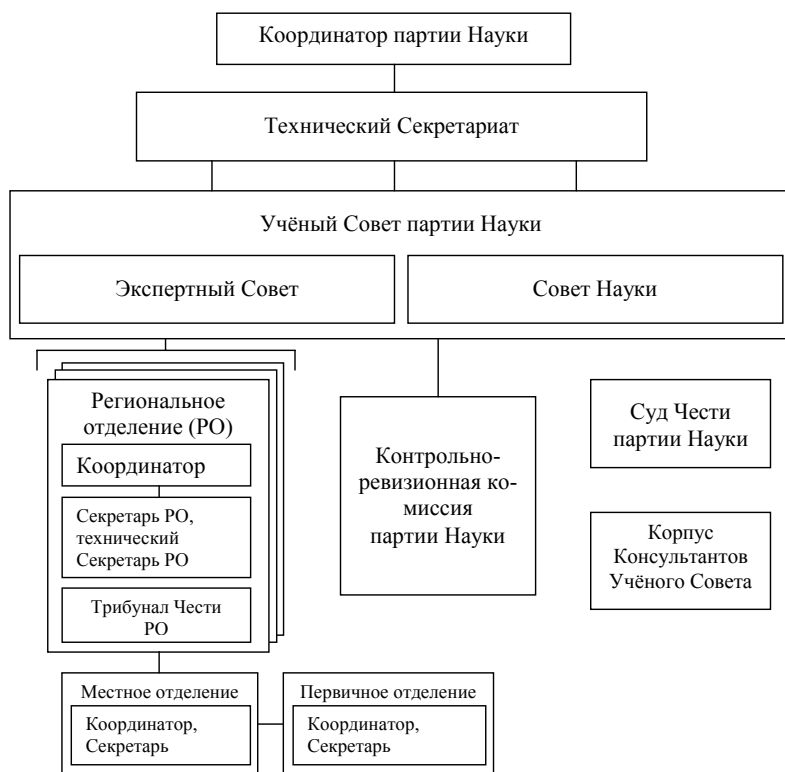 Координатор партии Науки
Технический Секретариат
Учёный Совет партии Науки
Экспертный Совет
Совет Науки
Региональное
отделение (РО)
Координатор
Секретарь РО,
технический
Секретарь РО
Трибунал Чести
РО
Контрольно-
ревизионная ко-
миссия
партии Науки
Суд Чести
партии Науки
Корпус
Консультантов
Учёного Совета
Местное отделение
Координатор,
Секретарь
Первичное отделение
Координатор,
Секретарь